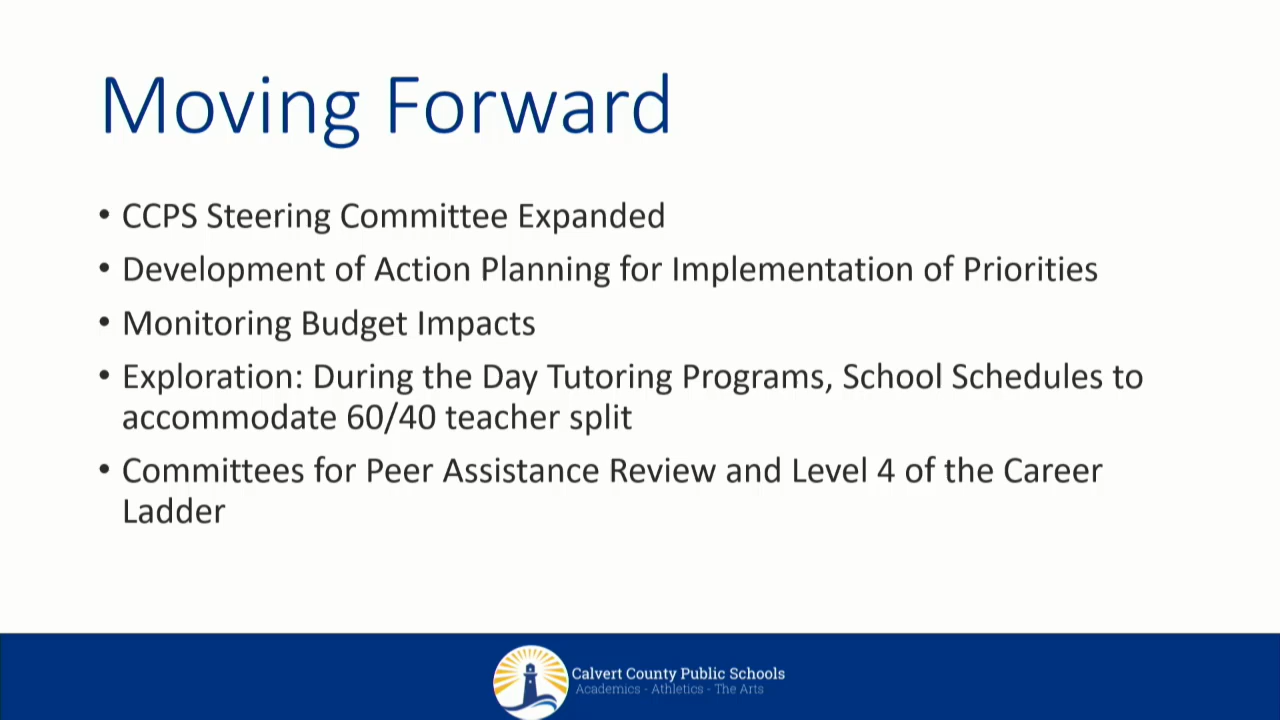 Moving Forward
• CCPS Steering Committee Expanded
• Development of Action Planning for Implementation of Priorities
• Monitoring Budget Impacts
• Exploration: During the Day Tutoring Programs, School Schedules to
accommodate 60/40 teacher split
• Committees for Peer Assistance Review and Level 4 of the Career
Ladder
Calvert County Public Schools
Academics - Athletics - The Arts